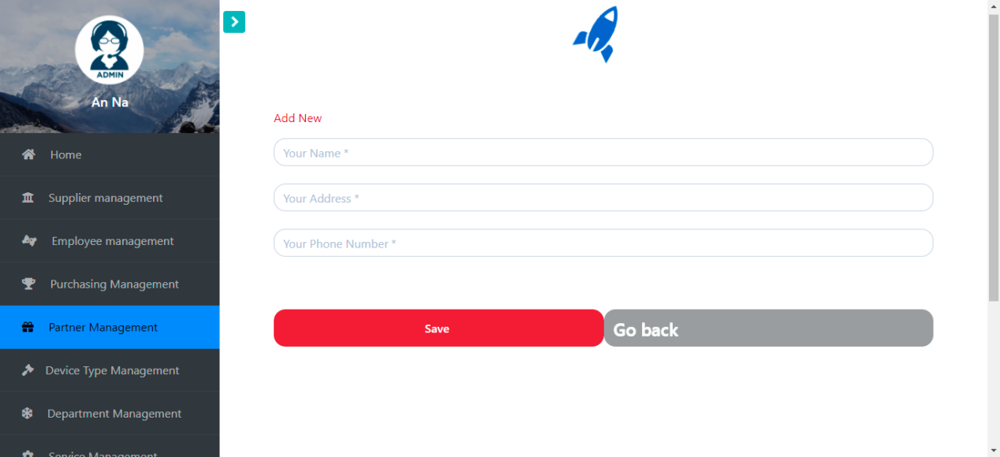 ADMIN
An Na
Home
Supplier management
Employee management
Purchasing Management
Partner Management
Device Type Management
Department Management
Service Management
Add New
Your Name *
Your Address *
Your Phone Number *
Save
Go back